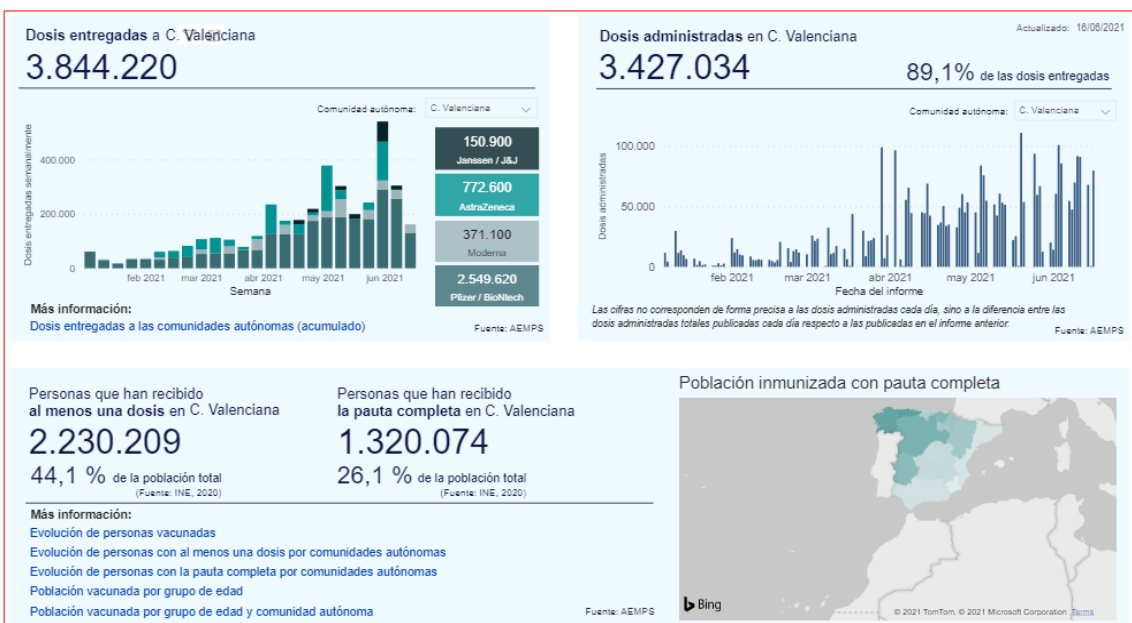 Dosis entregadas a C. Valenciana
3.844.220
Comunidad autónoma: C. Valenciana
Dosis entregadas semanalmente
400.000
200.000
0
feb 2021 mar 2021 abr 2021 may 2021 jun 2021
Semana
150.900
Janssen / J&J
772.600
AstraZeneca
371.100
Moderna
2.549.620
Pfizer / BioNtech
Más información:
Dosis entregadas a las comunidades autónomas (acumulado)
Fuente: AEMPS
Actualizado: 16/06/2021
Dosis administradas en C. Valenciana
3.427.034
89,1% de las dosis entregadas
Comunidad autónoma: C. Valenciana
Dosis administradas
100.000
50.000
0
feb 2021 mar 2021 abr 2021 may 2021 jun 2021
Fecha del informe
Las cifras no corresponden de forma precisa a las dosis administradas cada día, sino a la diferencia entre las
dosis administradas totales publicadas cada día respecto a las publicadas en el informe anterior.
Fuente: AEMPS
Personas que han recibido
al menos una dosis en C. Valenciana
2.230.209
44,1 % de la población total
(Fuente: INE, 2020)
Personas que han recibido
la pauta completa en C. Valenciana
1.320.074
26,1 % de la población total
(Fuente: INE, 2020)
Más información:
Evolución de personas vacunadas
Evolución de personas con al menos una dosis por comunidades autónomas
Evolución de personas con la pauta completa por comunidades autónomas
Población vacunada por grupo de edad
Población vacunada por grupo de edad y comunidad autónoma
Fuente: AEMPS
Población inmunizada con pauta completa
Bing
© 2021 TomTom, © 2021 Microsoft Corporation Terms